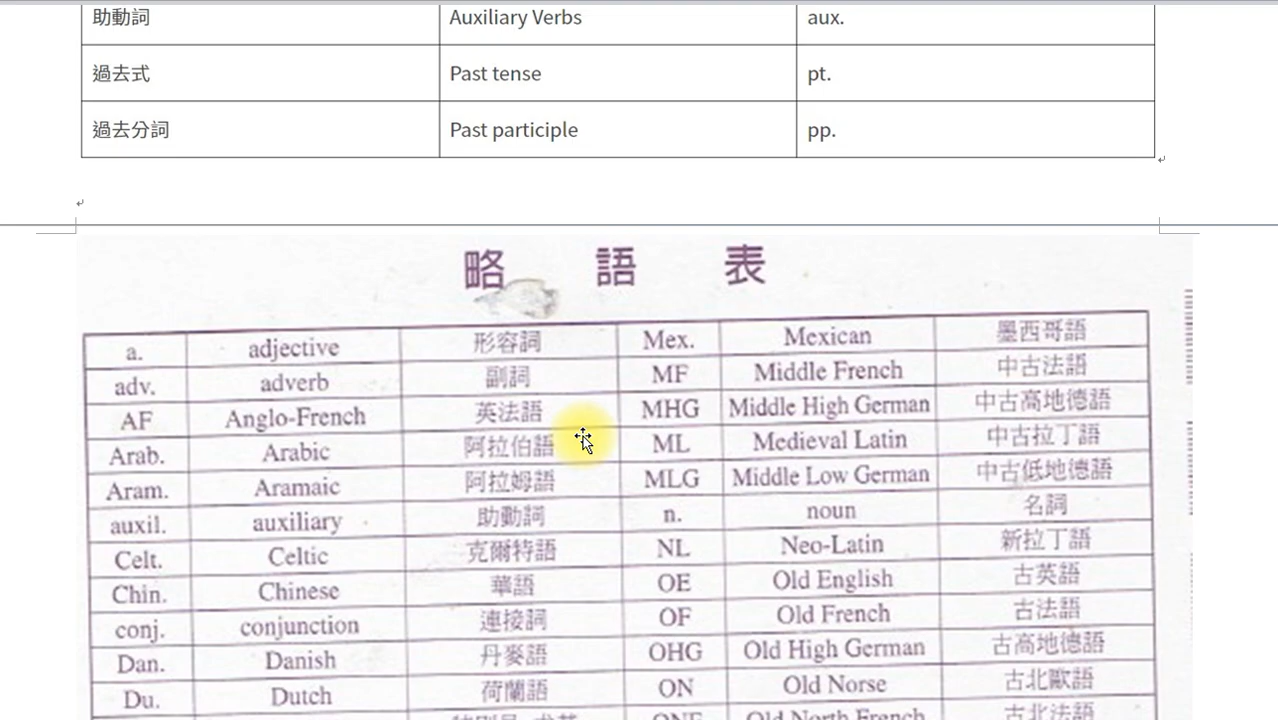 助動詞 Auxiliary Verbs aux.
過去式 Past tense pt.
過去分詞 Past participle pp.
略語表
a. adjective 形容詞 Mex. Mexican 墨西哥語
adv. adverb 副詞 MF Middle French 中古法語
AF Anglo-French 英法語 MHG Middle High German 中古高地德語
Arab. Arabic 阿拉伯語 ML Medieval Latin 中古拉丁語
Aram. Aramaic 阿拉姆語 MLG Middle Low German 中古低地德語
auxil. auxiliary 助動詞 n. noun 名詞
Celt. Celtic 克爾特語 NL Neo-Latin 新拉丁語
Chin. Chinese 華語 OE Old English 古英語
conj. conjunction 連接詞 OF Old French 古法語
Dan. Danish 丹麥語 OHG Old High German 古高地德語
Du. Dutch 荷蘭語 ON Old Norse 古北歐語
ONF Old North French 古北法語